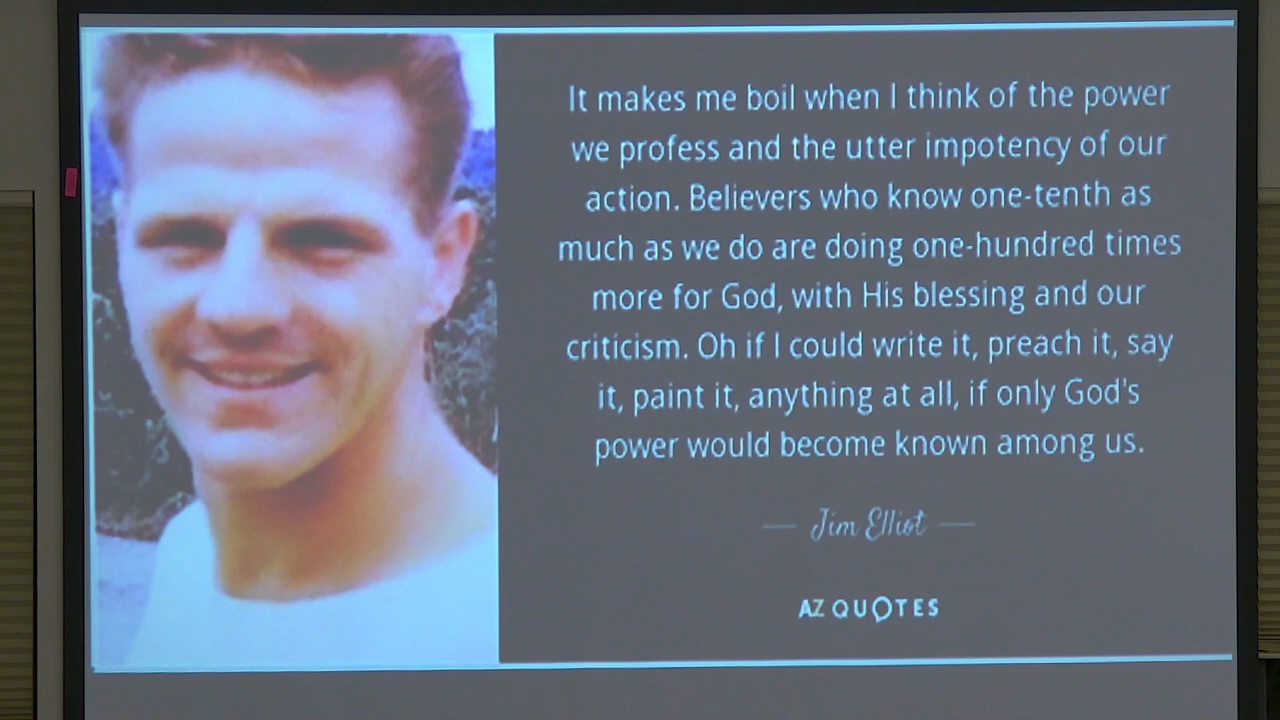 It makes me boil when I think of the power
we profess and the utter impotency of our
action. Believers who know one-tenth as
much as we do are doing one-hundred times
more for God, with His blessing and our
criticism. Oh if I could write it, preach it, say
it, paint it, anything at all, if only God's
power would become known among us.
— Jim Elliot —
AZ QUOTES